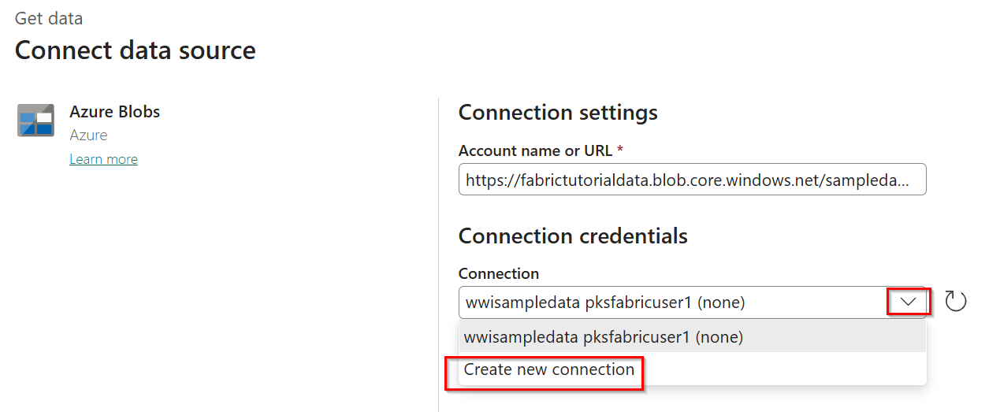 Get data
Connect data source
Azure Blobs
Azure
Learn more
Connection settings
Account name or URL *
https://fabrictutorialdata.blob.core.windows.net/sampleda...
Connection credentials
Connection
wwisampledata pksfabricuser1 (none)
wwisampledata pksfabricuser1 (none)
Create new connection